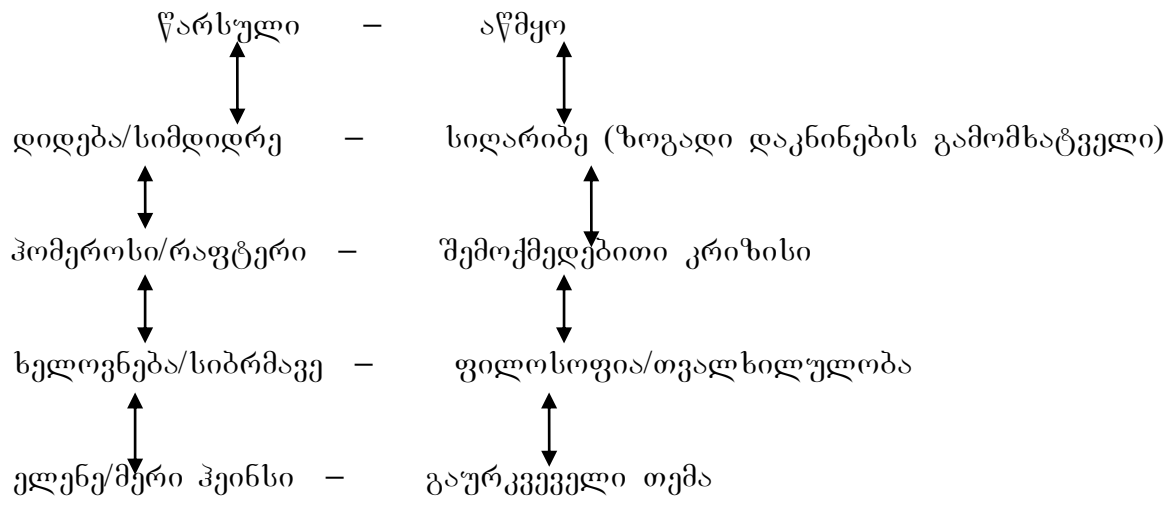 წარსული – აწმყო
დიდება/სიმდიდრე – სიღარიბე (ზოგადი დაკნინების გამომხატველი)
ჰომეროსი/რაფტერი – შემოქმედებითი კრიზისი
ხელოვნება/სიბრმავე – ფილოსოფია/თვალხილულობა
ელენე/მერი ჰეინსი – გაურკვეველი თემა